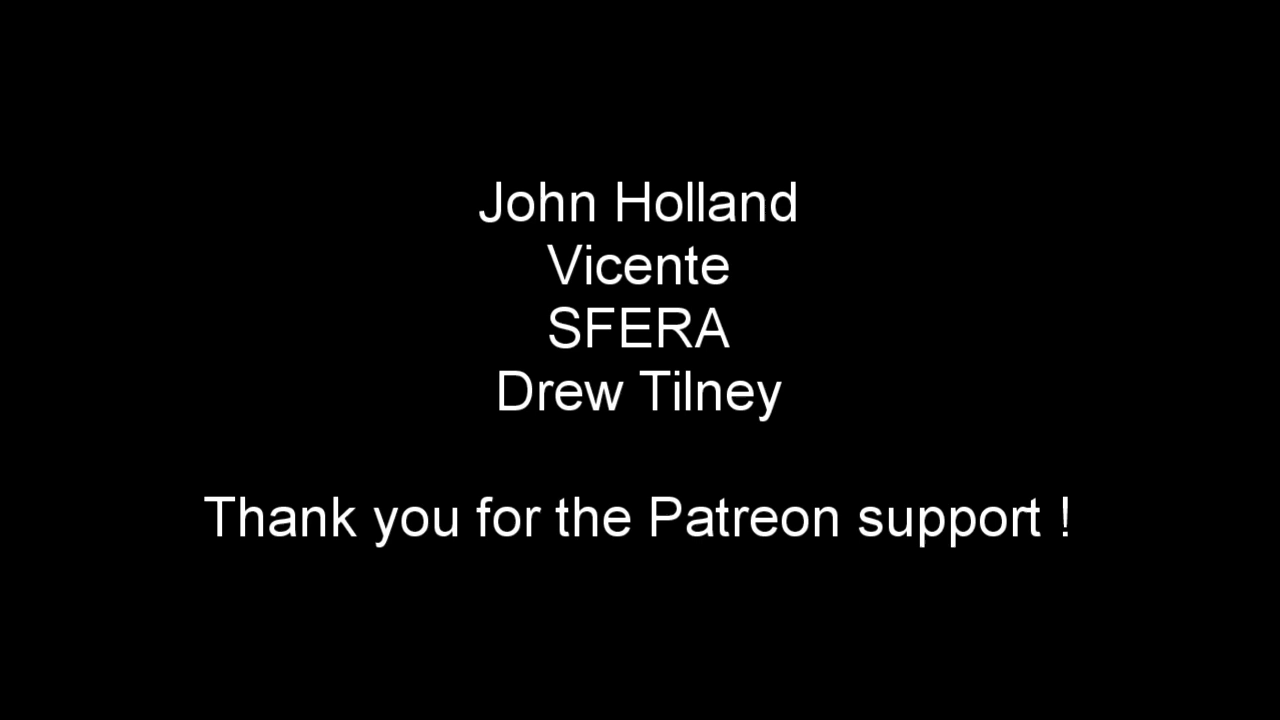 John Holland
Vicente
SFERA
Drew Tilney
Thank you for the Patreon support !